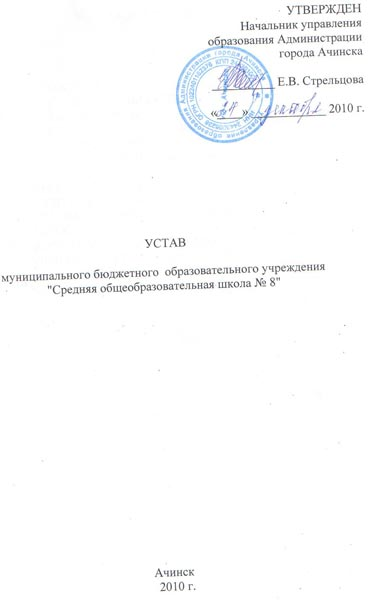 УТВЕРЖДЕН
Начальник управления
образования Администрации
города Ачинска
Е.В. Стрельцова
« » 2010 г.
УСТАВ
муниципального бюджетного образовательного учреждения
"Средняя общеобразовательная школа № 8"
Ачинск
2010 г.